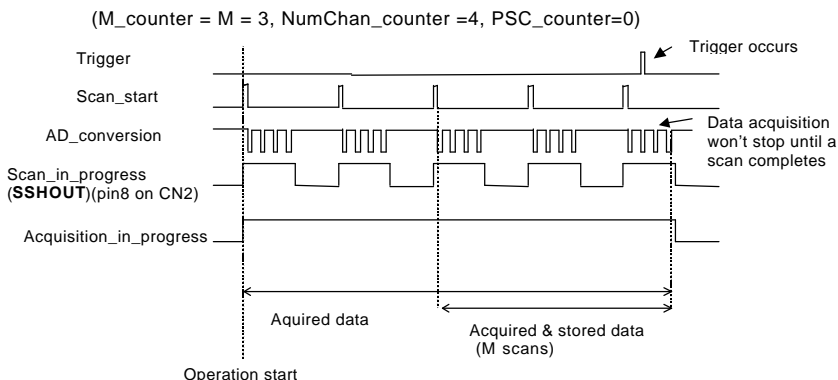 (M_counter = M = 3, NumChan_counter =4, PSC_counter=0)
Trigger
Trigger occurs
Scan_start
AD_conversion
Data acquisition
won't stop until a
scan completes
Scan_in_progress
(SSHOUT)(pin8 on CN2)
Acquisition_in_progress
Aquired data
Acquired & stored data
(M scans)
Operation start